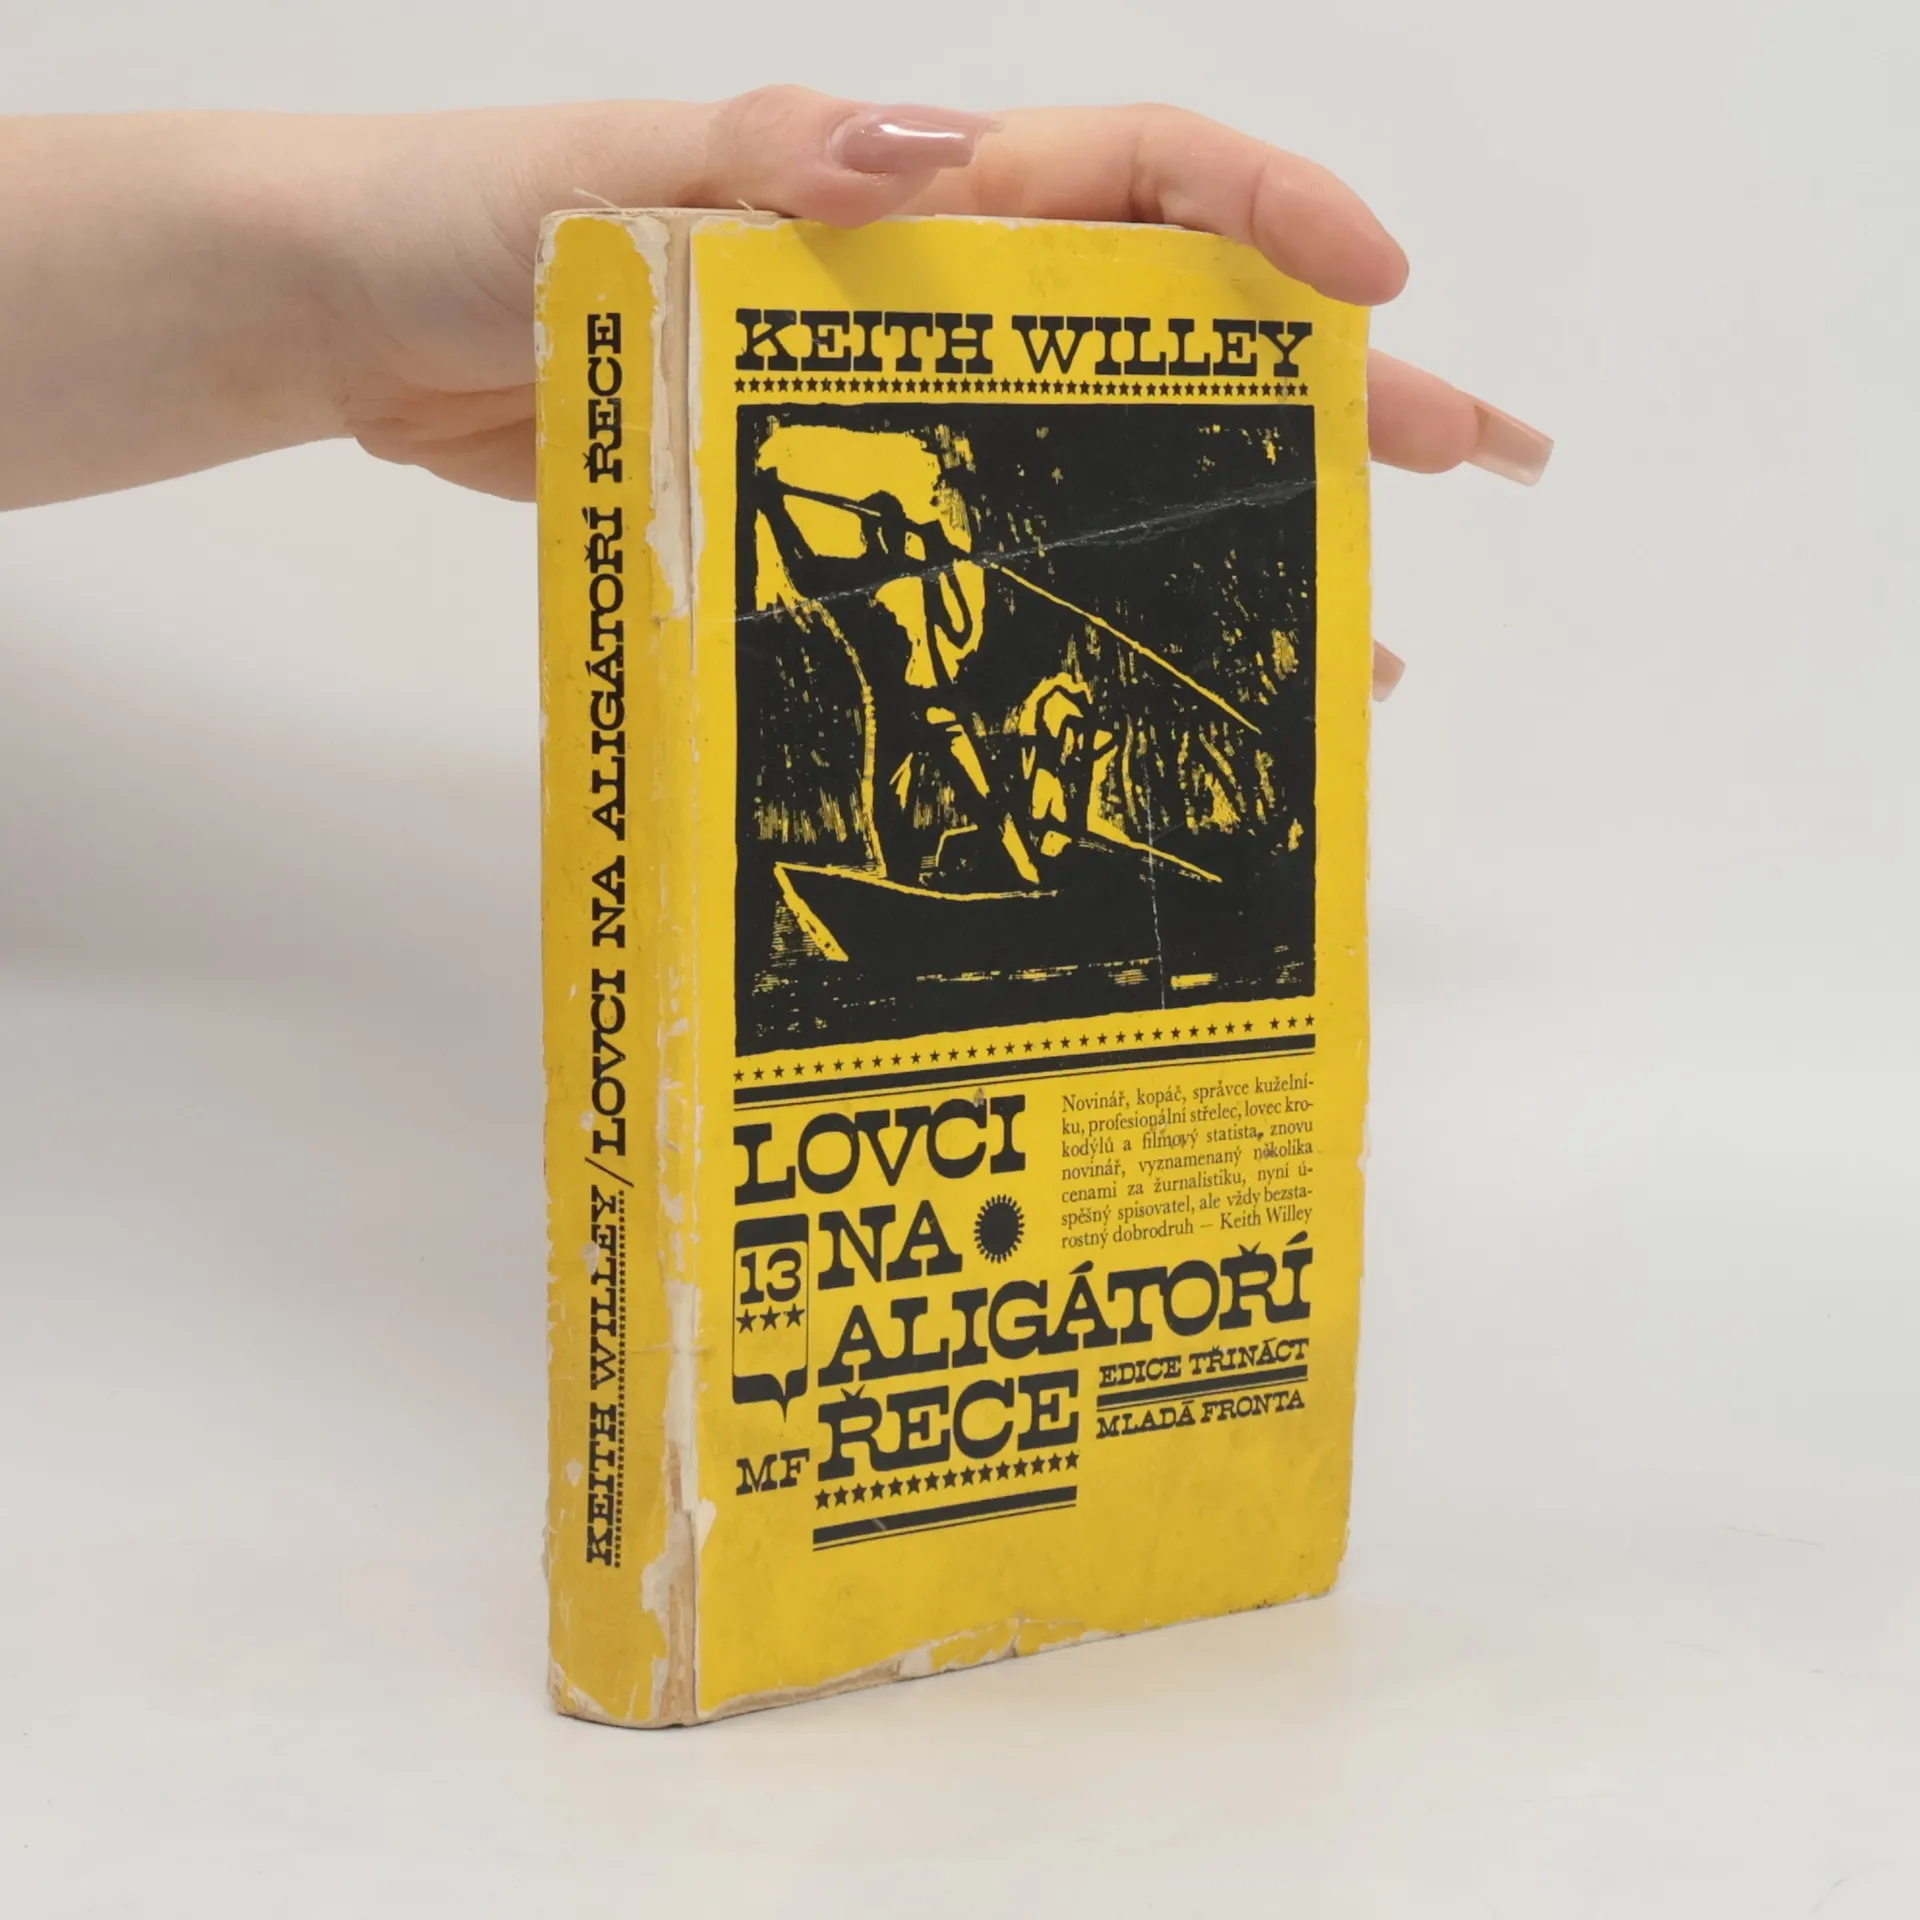 KEITH WILLEY/LOVCI NA ALIGÁTOŘÍ ŘECE
KEITH WILLEY
LOVCI
NA
ALIGÁTOŘÍ
ŘECE
Novinář, kopáč, správce kuželní-
ku, profesionální střelec, lovec kro-
kodýlů a filmový statista, znovu
novinář, vyznamenaný několika
cenami za žurnalistiku, nyní ú-
spěšný spisovatel, ale vždy bezsta-
rostný dobrodruh — Keith Willey
13
MF
EDICE TŘINÁCT
MLADÁ FRONTA